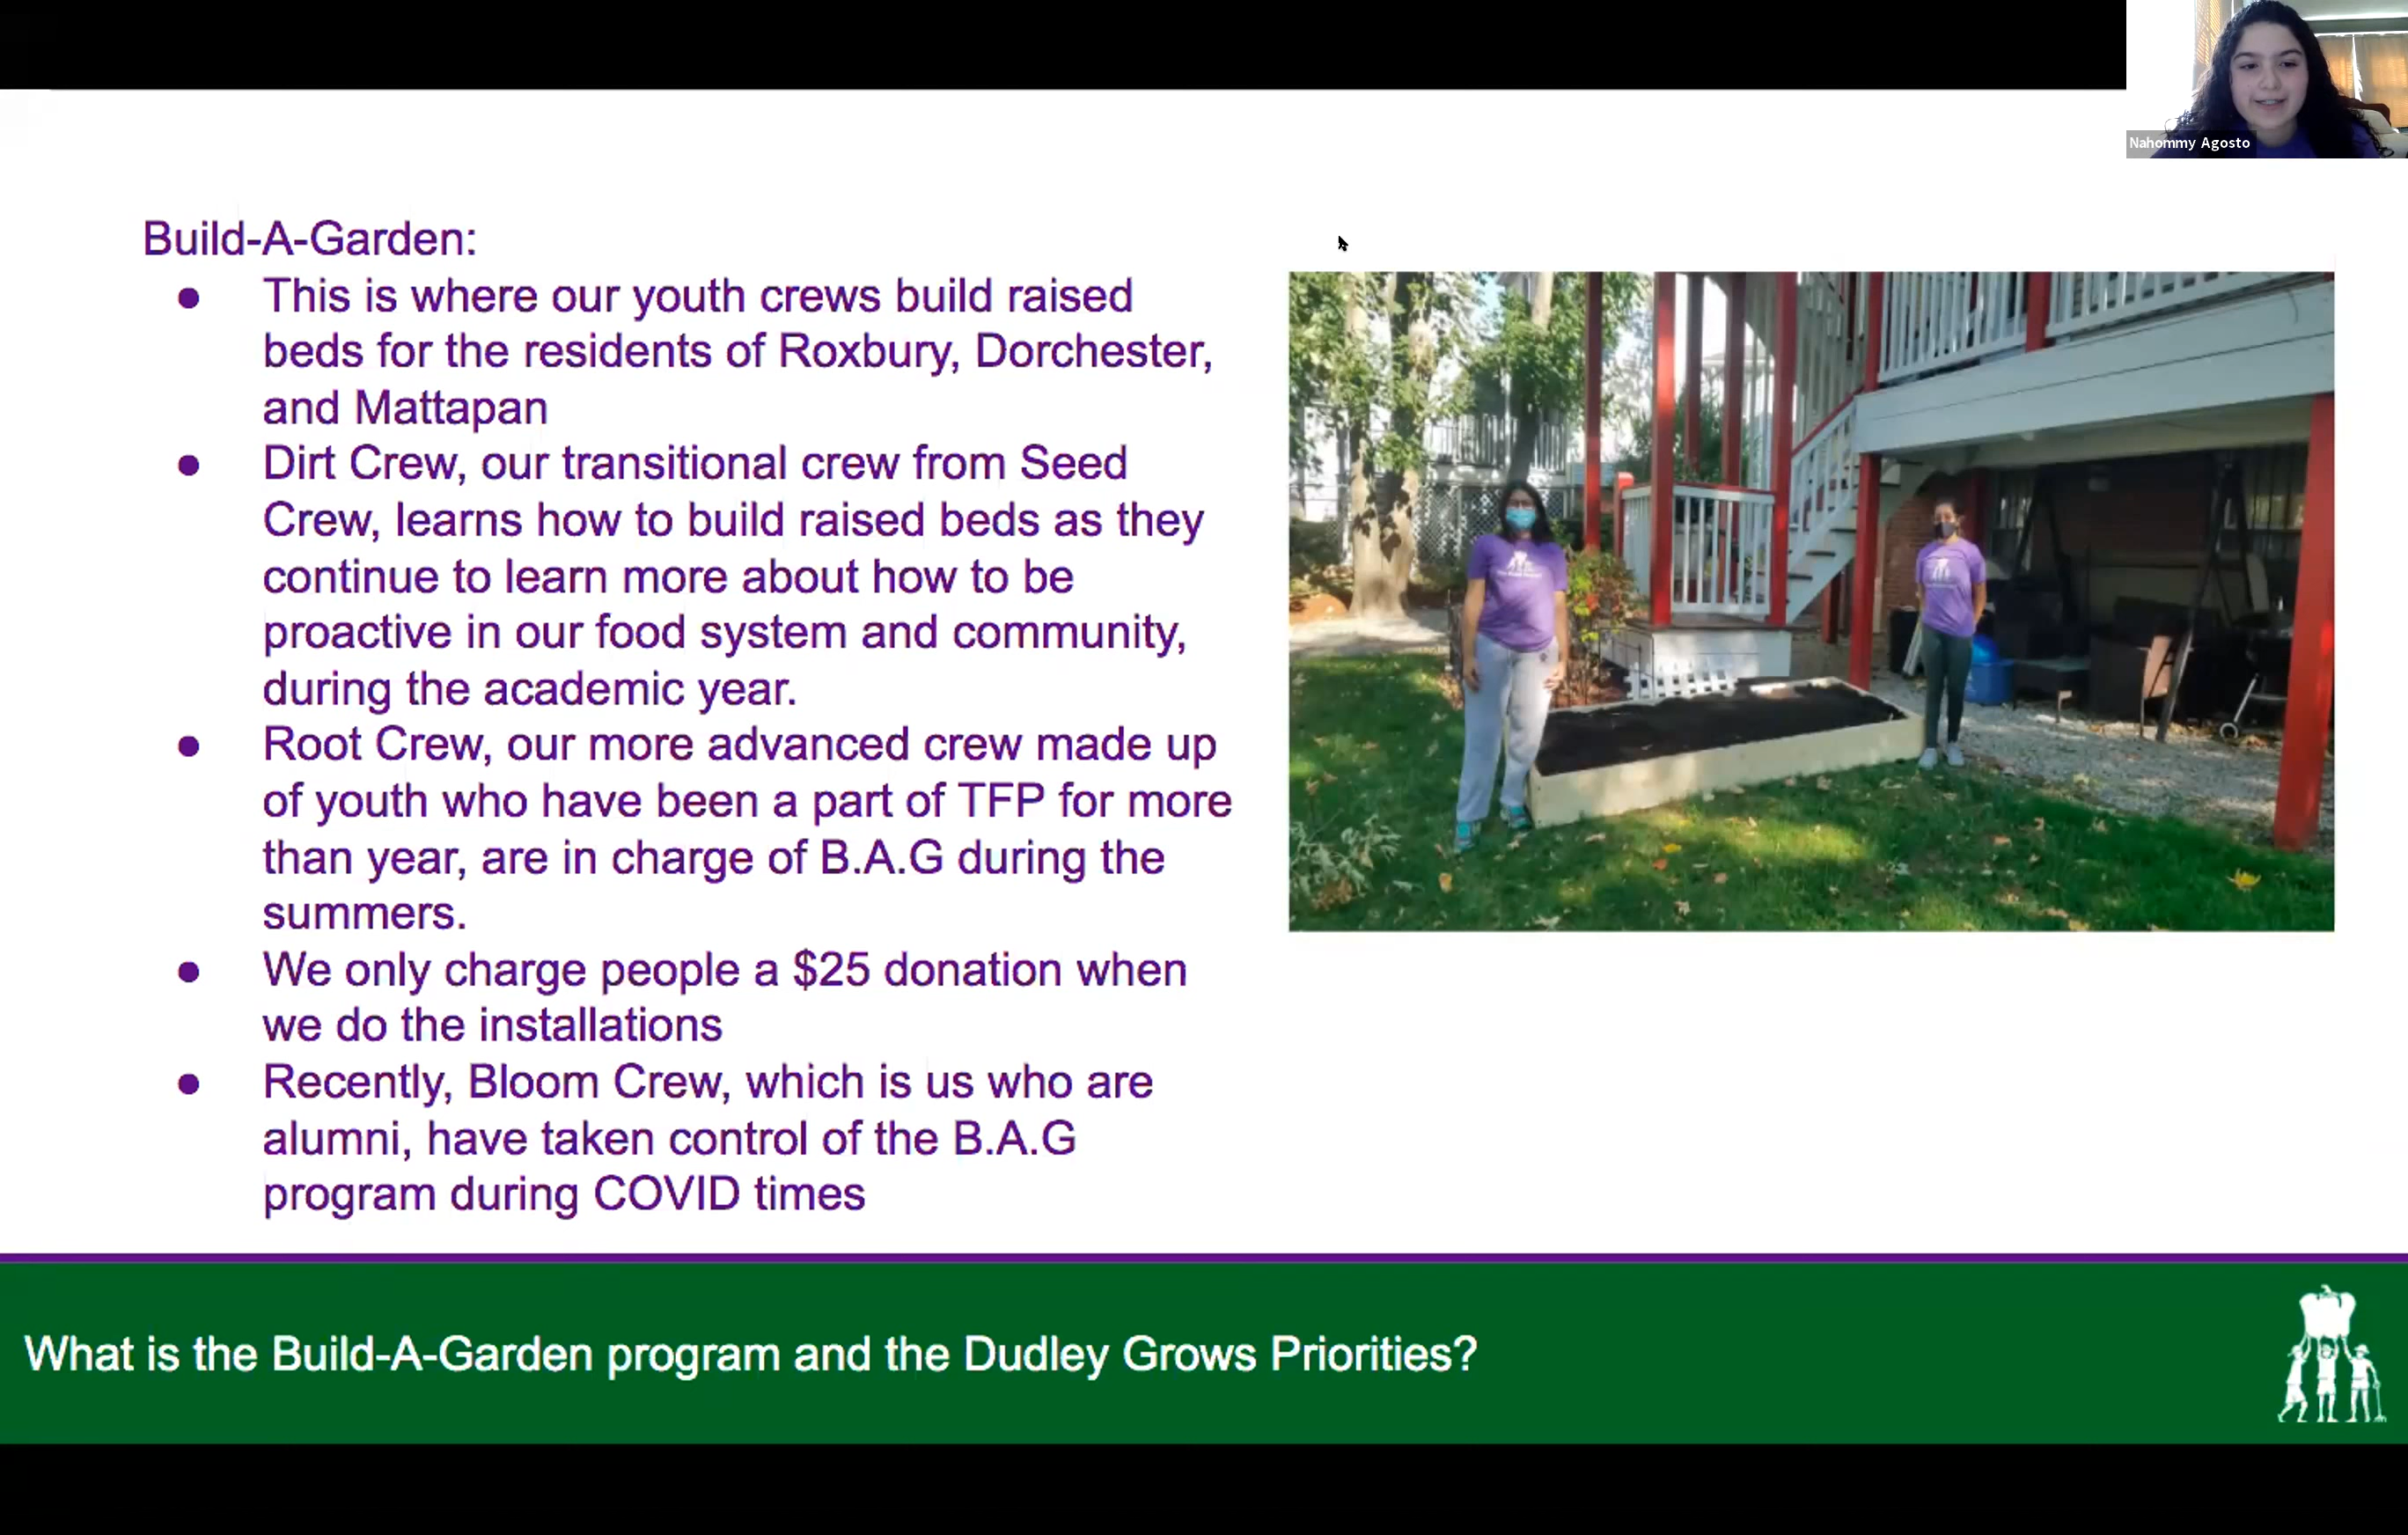 Nahommy Agosto
Build-A-Garden:
● This is where our youth crews build raised
beds for the residents of Roxbury, Dorchester,
and Mattapan
● Dirt Crew, our transitional crew from Seed
Crew, learns how to build raised beds as they
continue to learn more about how to be
proactive in our food system and community,
during the academic year.
● Root Crew, our more advanced crew made up
of youth who have been a part of TFP for more
than year, are in charge of B.A.G during the
summers.
● We only charge people a $25 donation when
we do the installations
● Recently, Bloom Crew, which is us who are
alumni, have taken control of the B.A.G
program during COVID times
What is the Build-A-Garden program and the Dudley Grows Priorities?